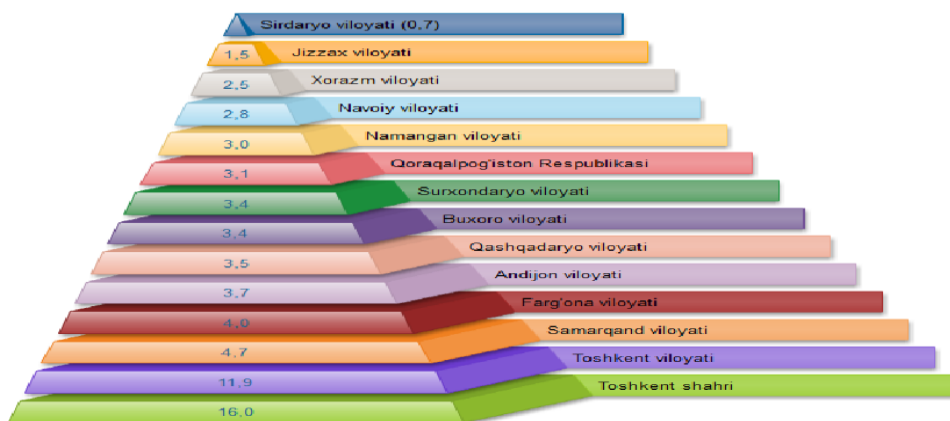 Sirdaryo viloyati (0,7)
1,5 Jizzax viloyati
2,5 Xorazm viloyati
2,8 Navoiy viloyati
3,0 Namangan viloyati
3,1 Qoraqalpog'iston Respublikasi
3,4 Surxondaryo viloyati
3,4 Buxoro viloyati
3,5 Qashqadaryo viloyati
3,7 Andijon viloyati
4,0 Farg'ona viloyati
4,7 Samarqand viloyati
11,9 Toshkent viloyati
16,0 Toshkent shahri